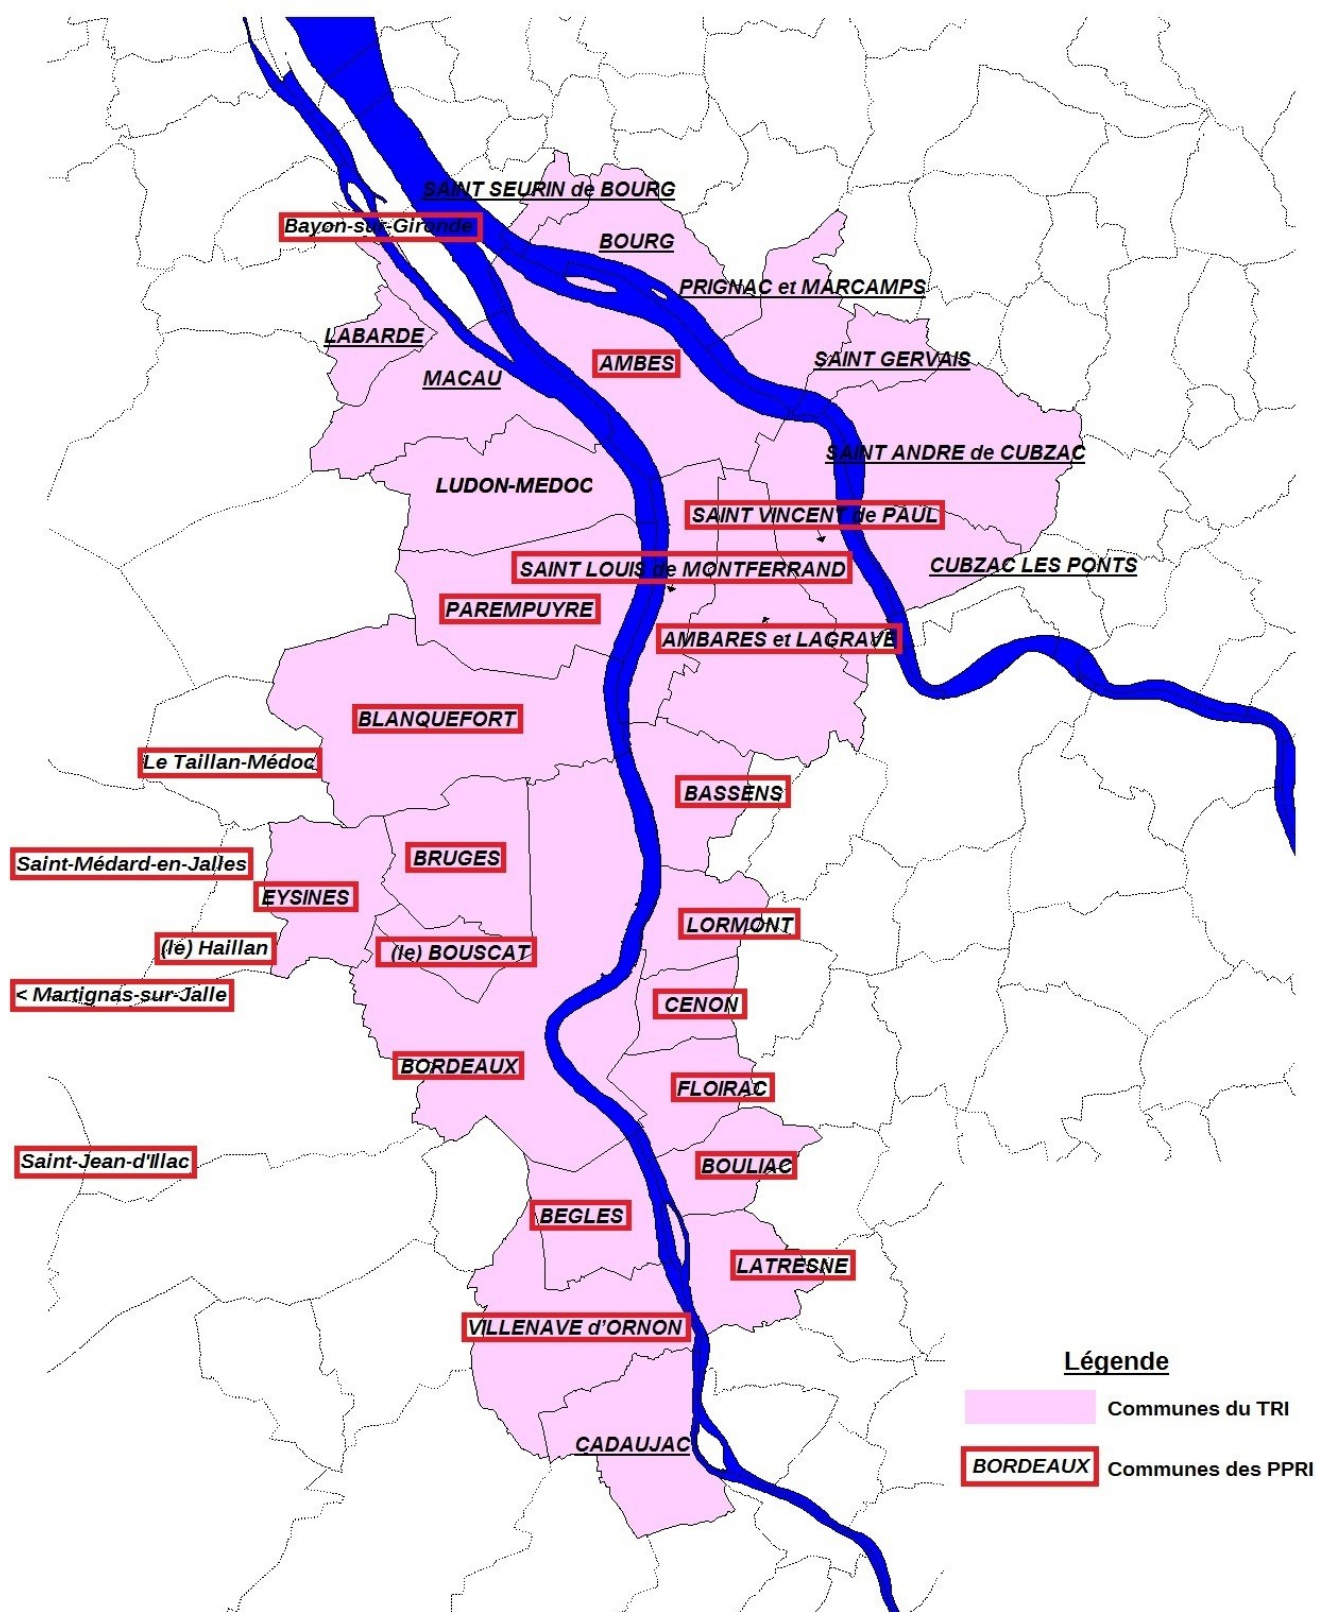 SAINT SEURIN de BOURG
Bayon-sur-Gironde
BOURG
PRIGNAC et MARCAMPS
LABARDE
AMBES
SAINT GERVAIS
MACAU
SAINT ANDRE de CUBZAC
LUDON-MEDOC
SAINT VINCENT de PAUL
SAINT LOUIS de MONTFERRAND
CUBZAC LES PONTS
PAREMPUYRE
AMBARES et LAGRAVE
BLANQUEFORT
Le Taillan-Médoc
BASSENS
BRUGES
Saint-Médard-en-Jalles
EYSINES
LORMONT
(le) Haillan
(le) BOUSCAT
< Martignas-sur-Jalle
CENON
BORDEAUX
FLOIRAC
Saint-Jean-d'Illac
BOULIAC
BEGLES
LATRESNE
VILLENAVE d'ORNON
CADAUJAC
Légende
Communes du TRI
BORDEAUX Communes des PPRI